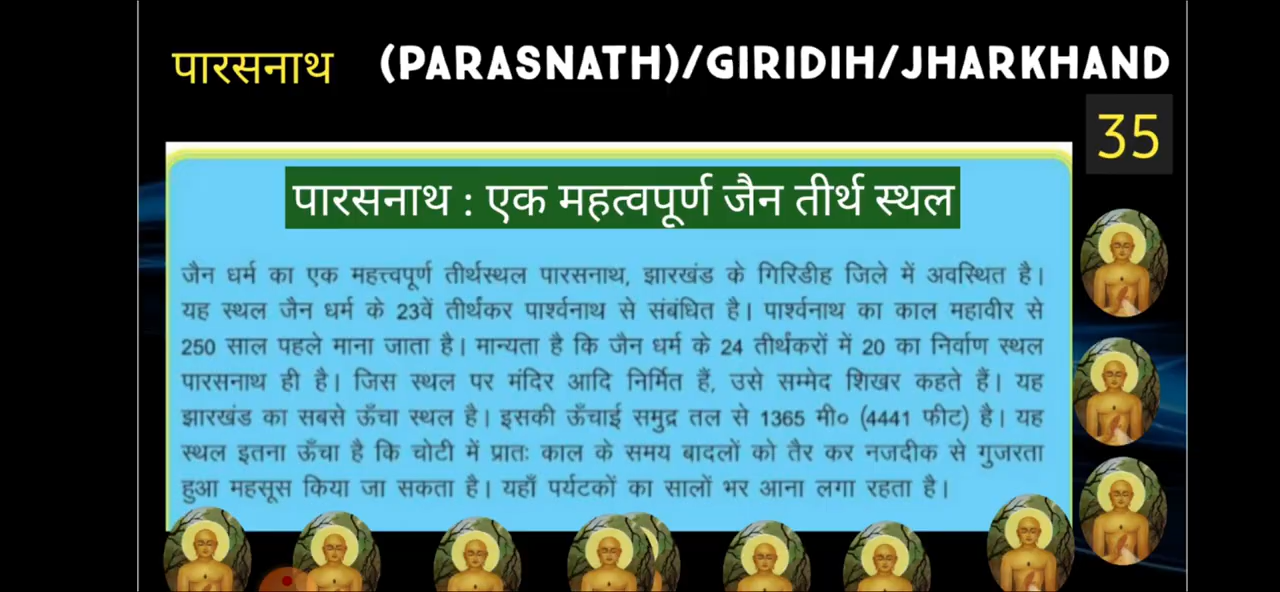 पारसनाथ (PARASNATH)/GIRIDIH/JHARKHAND
35
पारसनाथ : एक महत्वपूर्ण जैन तीर्थ स्थल
जैन धर्म का एक महत्त्वपूर्ण तीर्थस्थल पारसनाथ, झारखंड के गिरिडीह जिले में अवस्थित है।
यह स्थल जैन धर्म के 23वें तीर्थंकर पार्श्वनाथ से संबंधित है। पार्श्वनाथ का काल महावीर से
250 साल पहले माना जाता है। मान्यता है कि जैन धर्म के 24 तीर्थकरों में 20 का निर्वाण स्थल
पारसनाथ ही है। जिस स्थल पर मंदिर आदि निर्मित हैं, उसे सम्मेद शिखर कहते हैं। यह
झारखंड का सबसे ऊँचा स्थल है। इसकी ऊँचाई समुद्र तल से 1365 मी० (4441 फीट) है। यह
स्थल इतना ऊँचा है कि चोटी में प्रातः काल के समय बादलों को तैर कर नजदीक से गुजरता
हुआ महसूस किया जा सकता है। यहाँ पर्यटकों का सालों भर आना लगा रहता है।